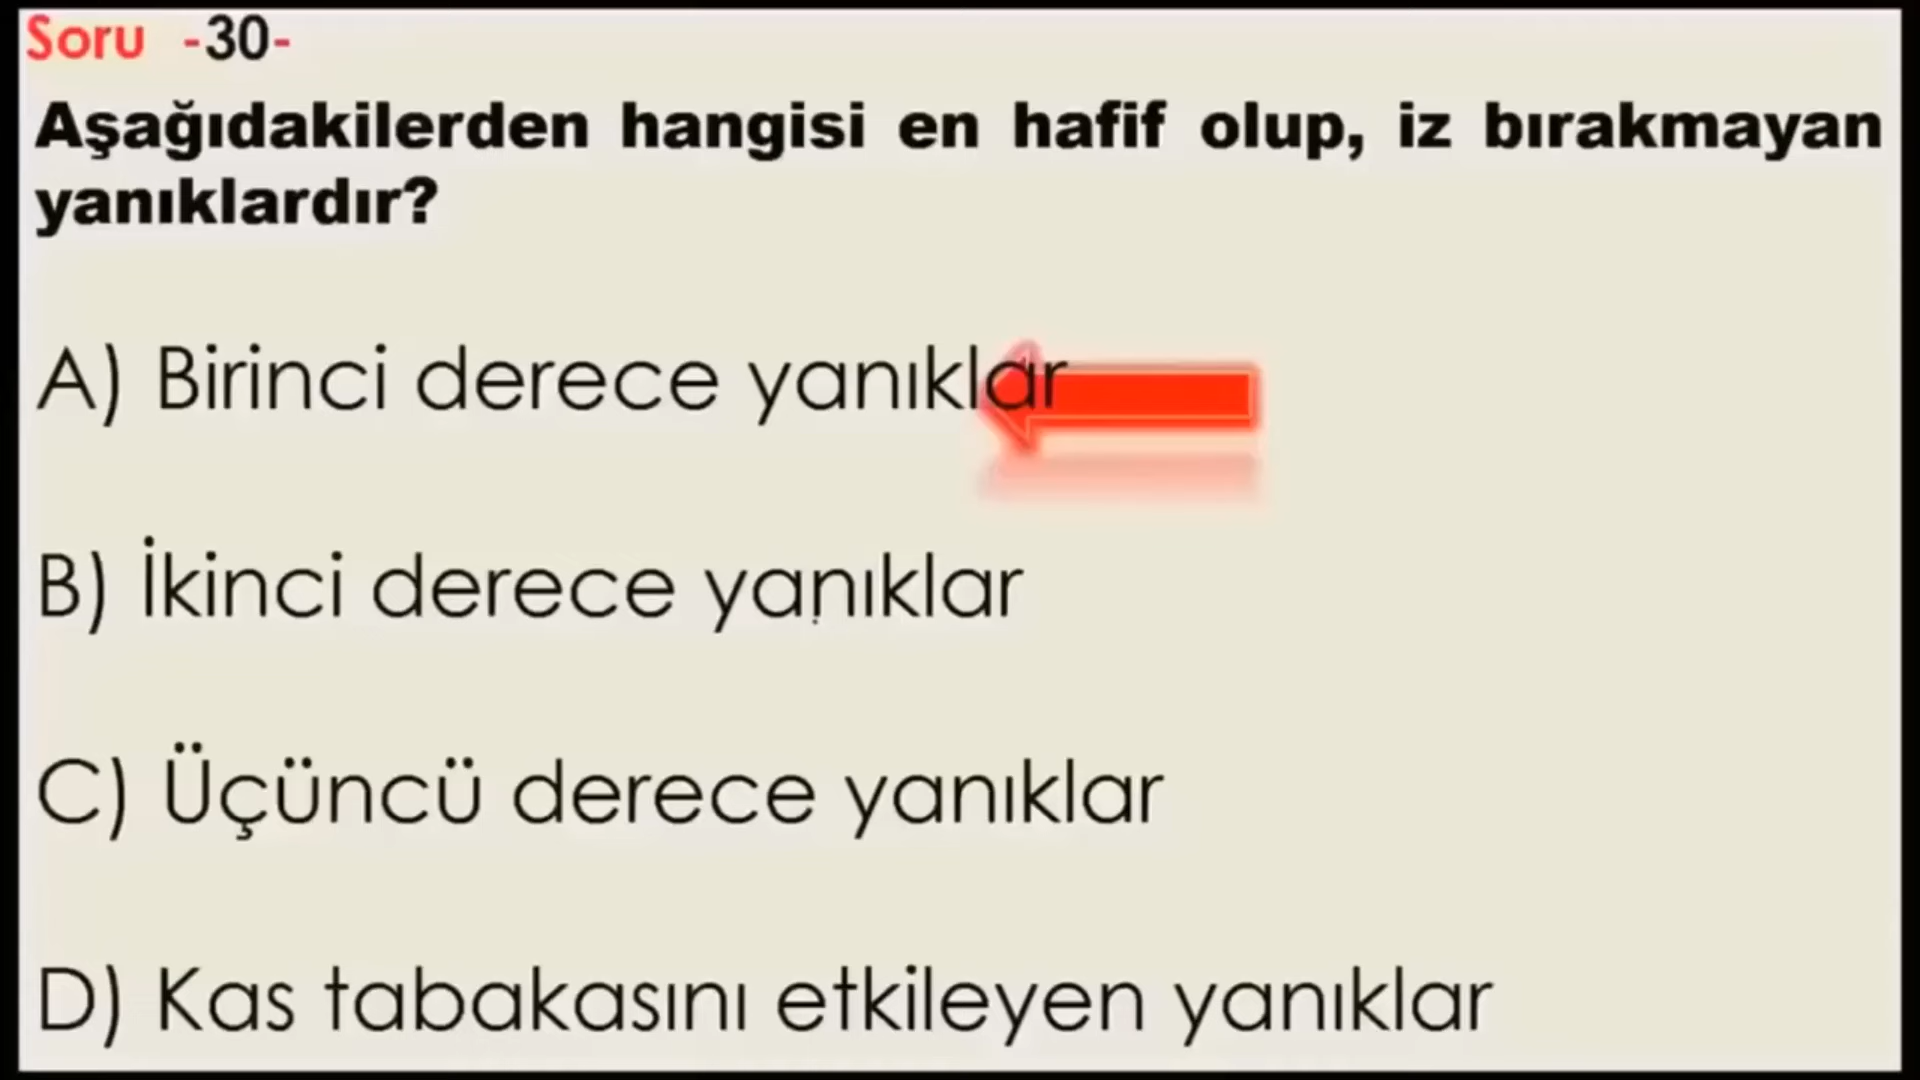 Soru -30-
Aşağıdakilerden hangisi en hafif olup, iz bırakmayan
yanıklardır?
A) Birinci derece yanıklar
B) İkinci derece yanıklar
C) Üçüncü derece yanıklar
D) Kas tabakasını etkileyen yanıklar